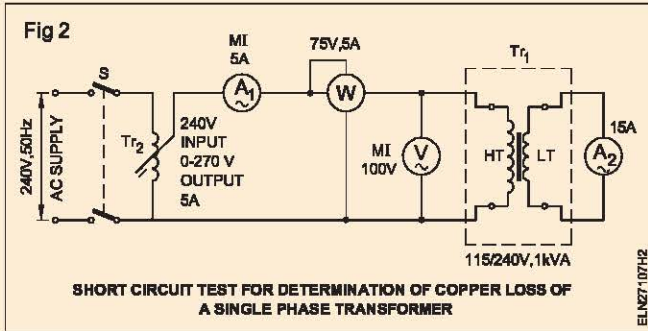 Fig 2
MI
5A
75V,5A
Tr1
S
A1
W
240V,50Hz
AC SUPPLY
Tr2
240V
INPUT
0-270 V
OUTPUT
5A
MI
100V
V
HT
LT
15A
A2
115/240V,1kVA
SHORT CIRCUIT TEST FOR DETERMINATION OF COPPER LOSS OF
A SINGLE PHASE TRANSFORMER
ELN27107H2